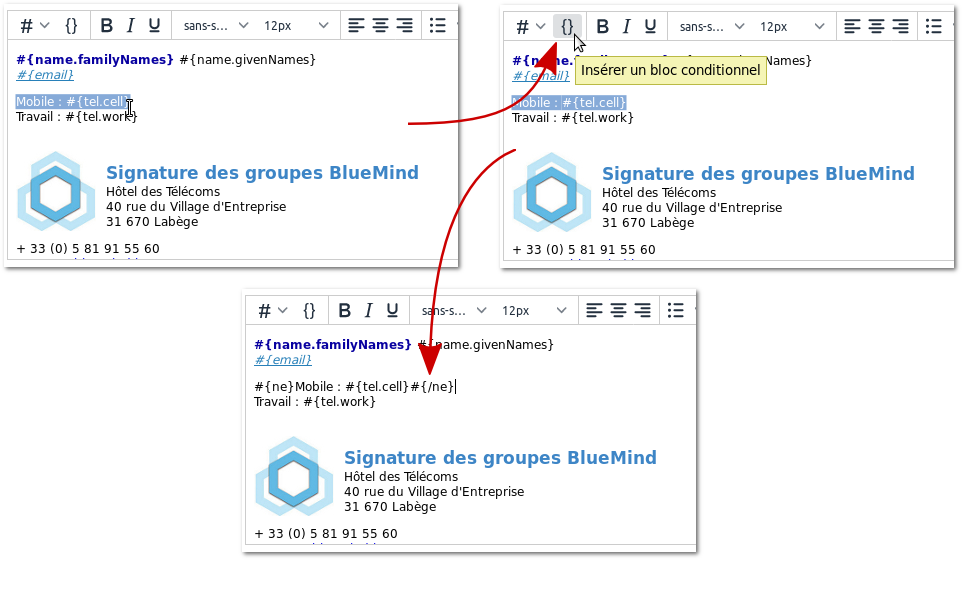 # {} B I U sans-s... 12px
#{name.familyNames} #{name.givenNames}
#{email}
Mobile : #{tel.cell}
Travail : #{tel.work}
Signature des groupes BlueMind
Hôtel des Télécoms
40 rue du Village d'Entreprise
31 670 Labège
+ 33 (0) 5 81 91 55 60
# {} B I U sans-s... 12px
Insérer un bloc conditionnel
#{email}
Mobile : #{tel.cell}
Travail : #{tel.work}
Signature des groupes BlueMind
Hôtel des Télécoms
40 rue du Village d'Entreprise
31 670 Labège
+ 33 (0) 5 81 91 55 60
# {} B I U sans-s... 12px
#{name.familyNames} #{name.givenNames}
#{email}
#{ne}Mobile : #{tel.cell}#{/ne}
Travail : #{tel.work}
Signature des groupes BlueMind
Hôtel des Télécoms
40 rue du Village d'Entreprise
31 670 Labège
+ 33 (0) 5 81 91 55 60